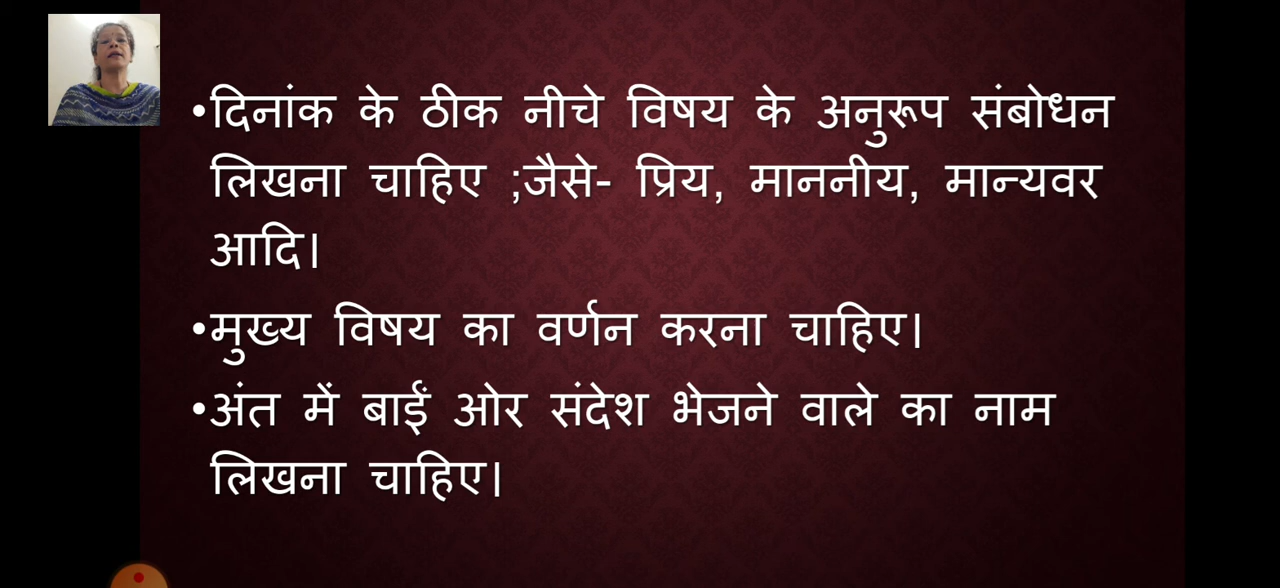 •दिनांक के ठीक नीचे विषय के अनुरूप संबोधन
लिखना चाहिए ;जैसे- प्रिय, माननीय, मान्यवर
आदि।
•मुख्य विषय का वर्णन करना चाहिए।
•अंत में बाईं ओर संदेश भेजने वाले का नाम
लिखना चाहिए।